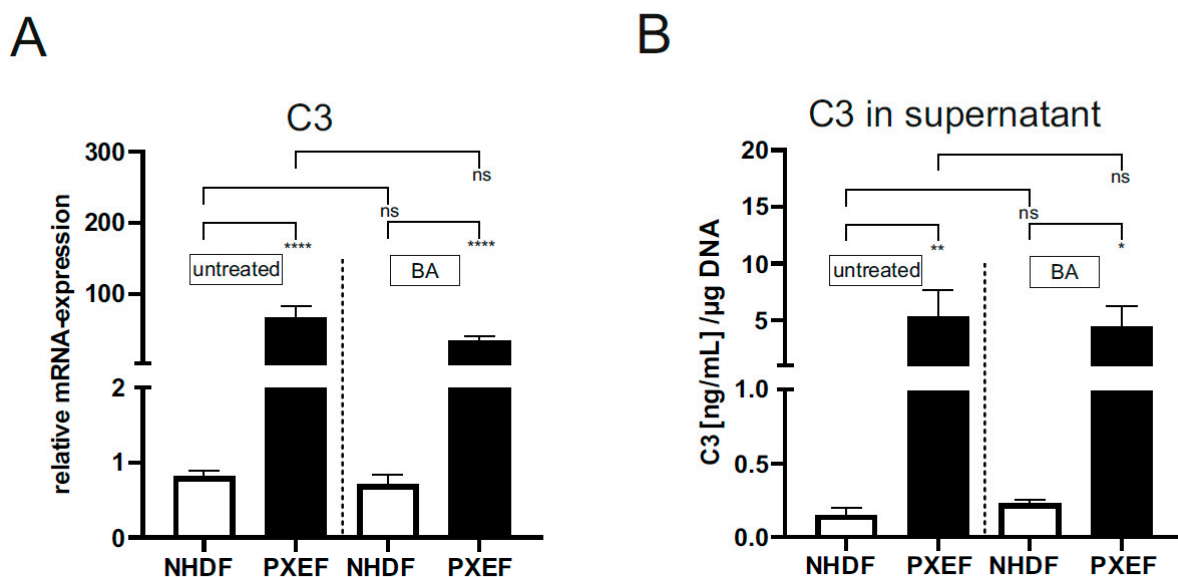 A
C3
relative mRNA-expression
300
200
100
2
1
0
ns
ns
****
****
untreated
BA
NHDF PXEF NHDF PXEF
B
C3 in supernatant
C3 [ng/mL] /µg DNA
20
15
10
5
1.0
0.5
0.0
ns
ns
**
*
untreated
BA
NHDF PXEF NHDF PXEF